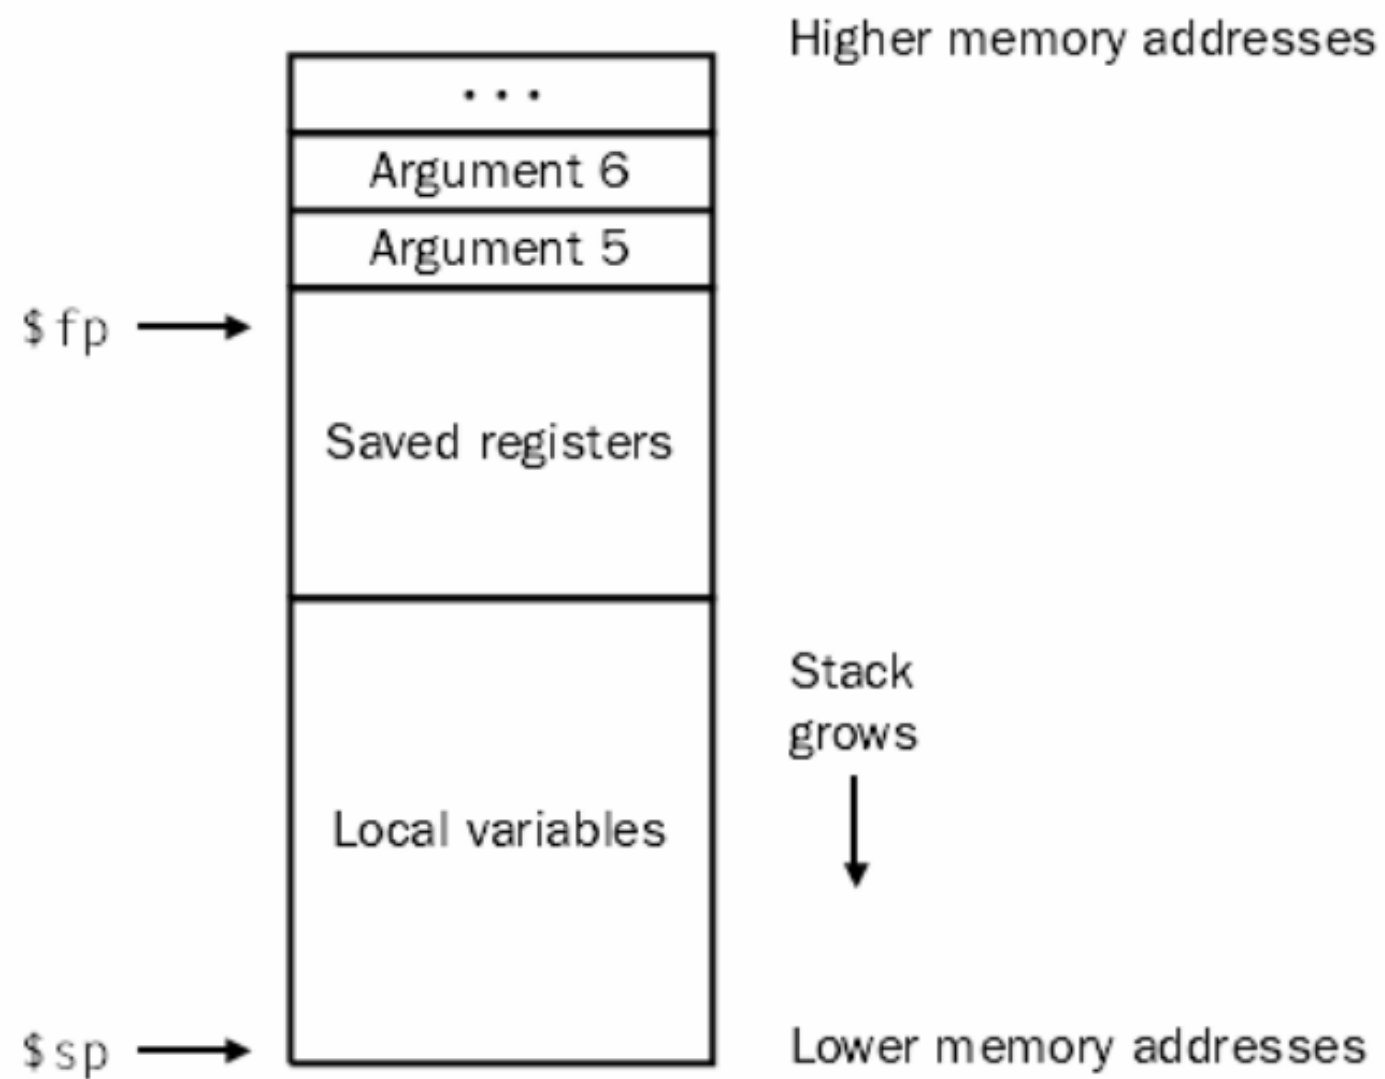 Higher memory addresses
...
Argument 6
Argument 5
$fp
Saved registers
Stack
grows
Local variables
$sp
Lower memory addresses